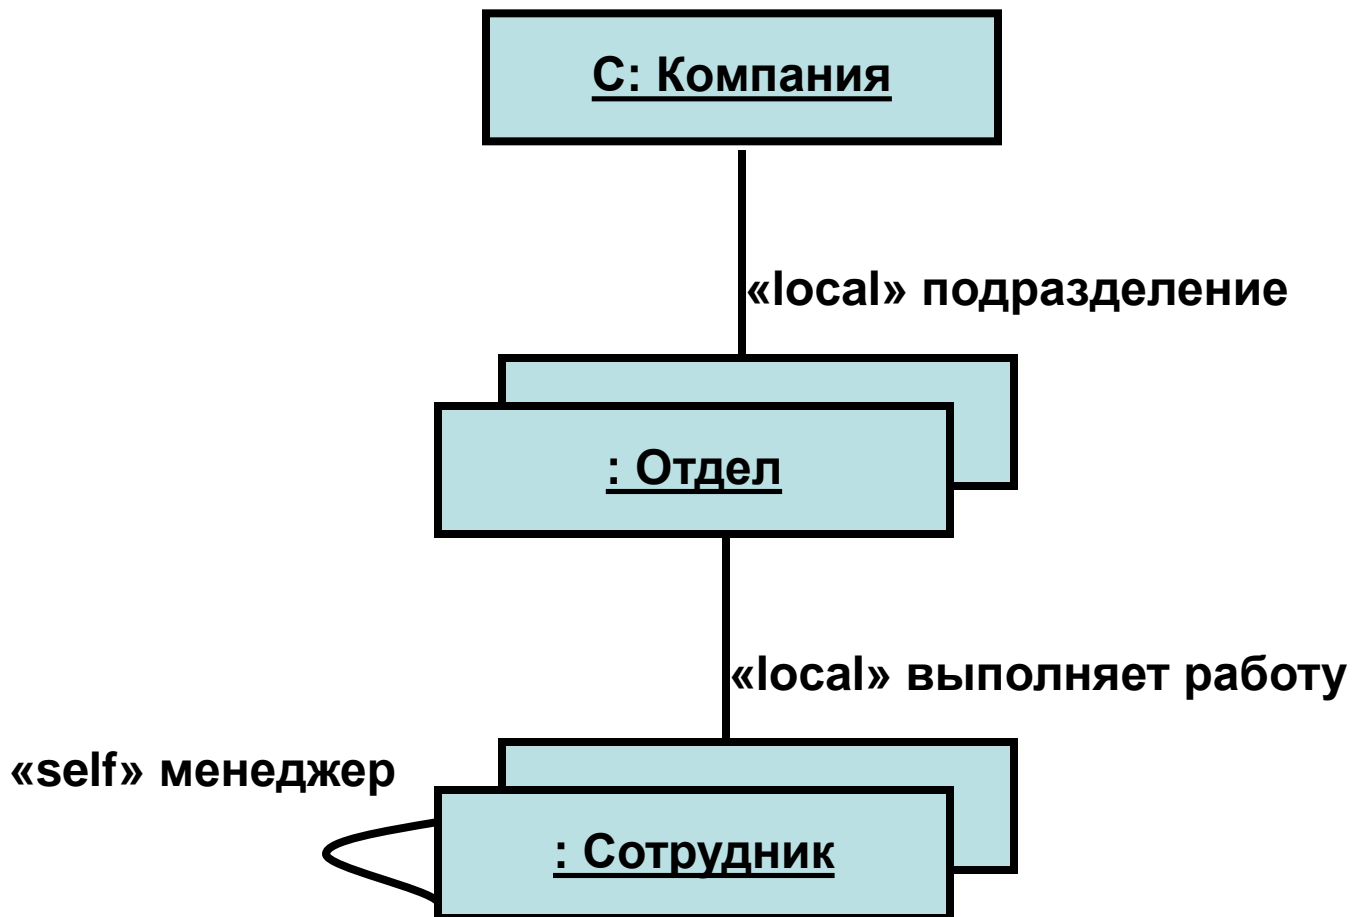 С: Компания
«local» подразделение
: Отдел
«local» выполняет работу
«self» менеджер
: Сотрудник